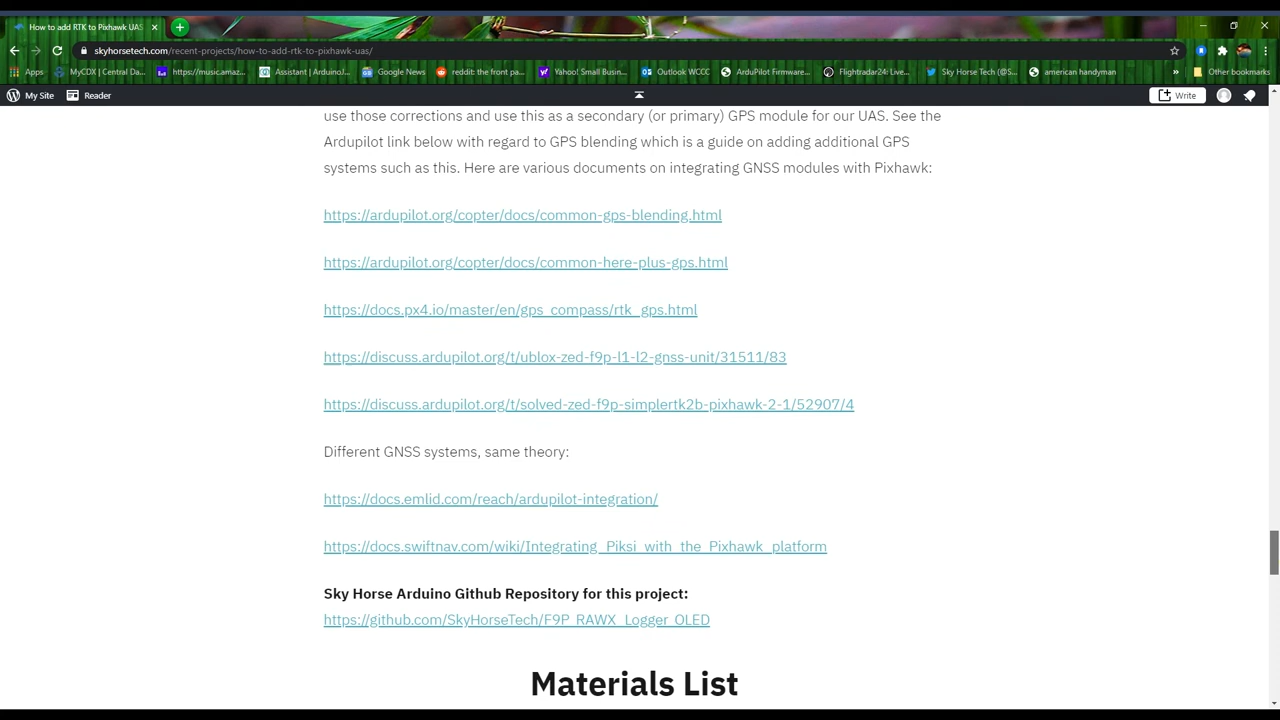 How to add RTK to Pixhawk UAS
skyhorsetech.com/recent-projects/how-to-add-rtk-to-pixhawk-uas/
Apps MyCDX | Central Da... https://music.amaz... Assistant | ArduinoJ... Google News reddit: the front pa... Yahoo! Small Busin... Outlook WCCC ArduPilot Firmware... Flightradar24: Live... Sky Horse Tech (@S... american handyman » Other bookmarks
My Site Reader Write
use those corrections and use this as a secondary (or primary) GPS module for our UAS. See the
Ardupilot link below with regard to GPS blending which is a guide on adding additional GPS
systems such as this. Here are various documents on integrating GNSS modules with Pixhawk:
https://ardupilot.org/copter/docs/common-gps-blending.html
https://ardupilot.org/copter/docs/common-here-plus-gps.html
https://docs.px4.io/master/en/gps_compass/rtk_gps.html
https://discuss.ardupilot.org/t/ublox-zed-f9p-l1-l2-gnss-unit/31511/83
https://discuss.ardupilot.org/t/solved-zed-f9p-simplertk2b-pixhawk-2-1/52907/4
Different GNSS systems, same theory:
https://docs.emlid.com/reach/ardupilot-integration/
https://docs.swiftnav.com/wiki/Integrating_Piksi_with_the_Pixhawk_platform
Sky Horse Arduino Github Repository for this project:
https://github.com/SkyHorseTech/F9P_RAWX_Logger_OLED
Materials List